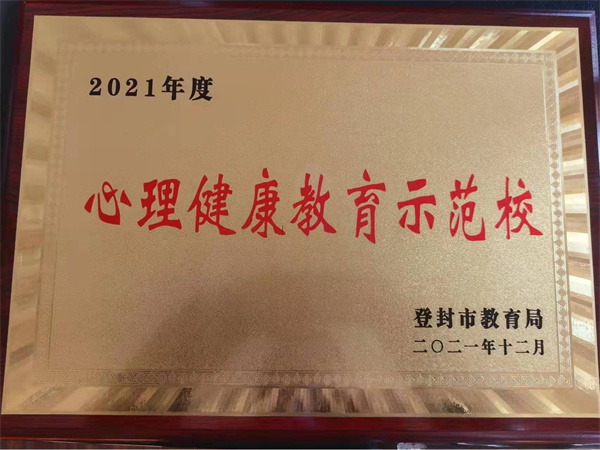 2021年度
心理健康教育示范校
登封市教育局
二〇二一年十二月